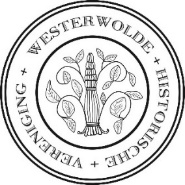 WESTERWOLDE + HISTORISCHE + VERENIGING +